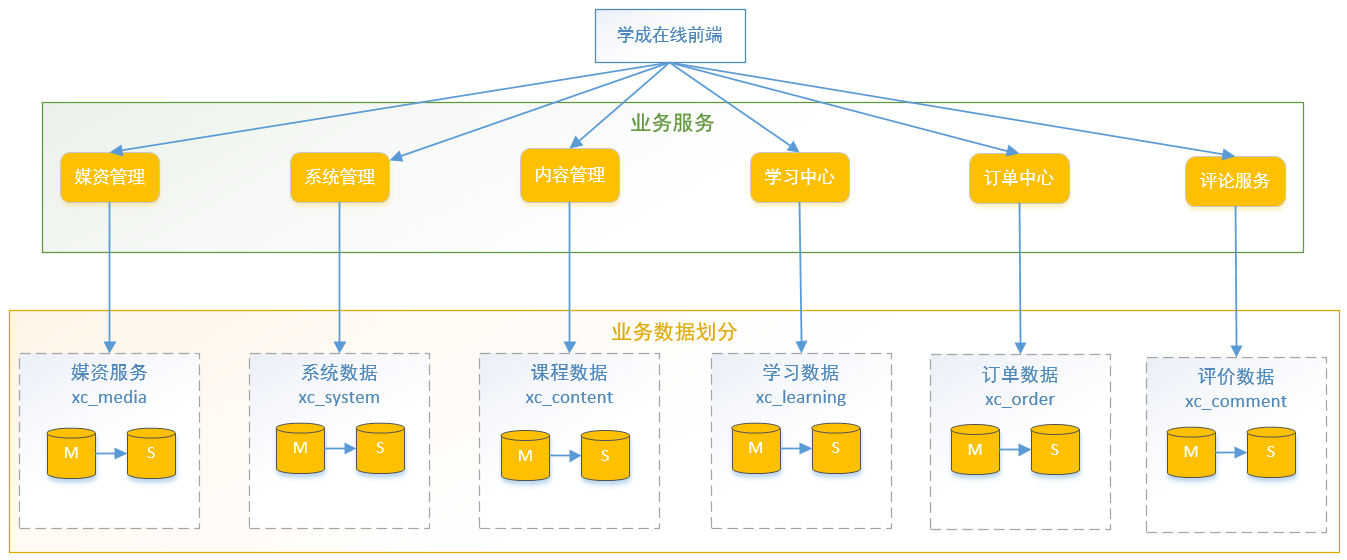 学成在线前端
业务服务
媒资管理
系统管理
内容管理
学习中心
订单中心
评论服务
业务数据划分
媒资服务
xc_media
M
S
系统数据
xc_system
M
S
课程数据
xc_content
M
S
学习数据
xc_learning
M
S
订单数据
xc_order
M
S
评价数据
xc_comment
M
S